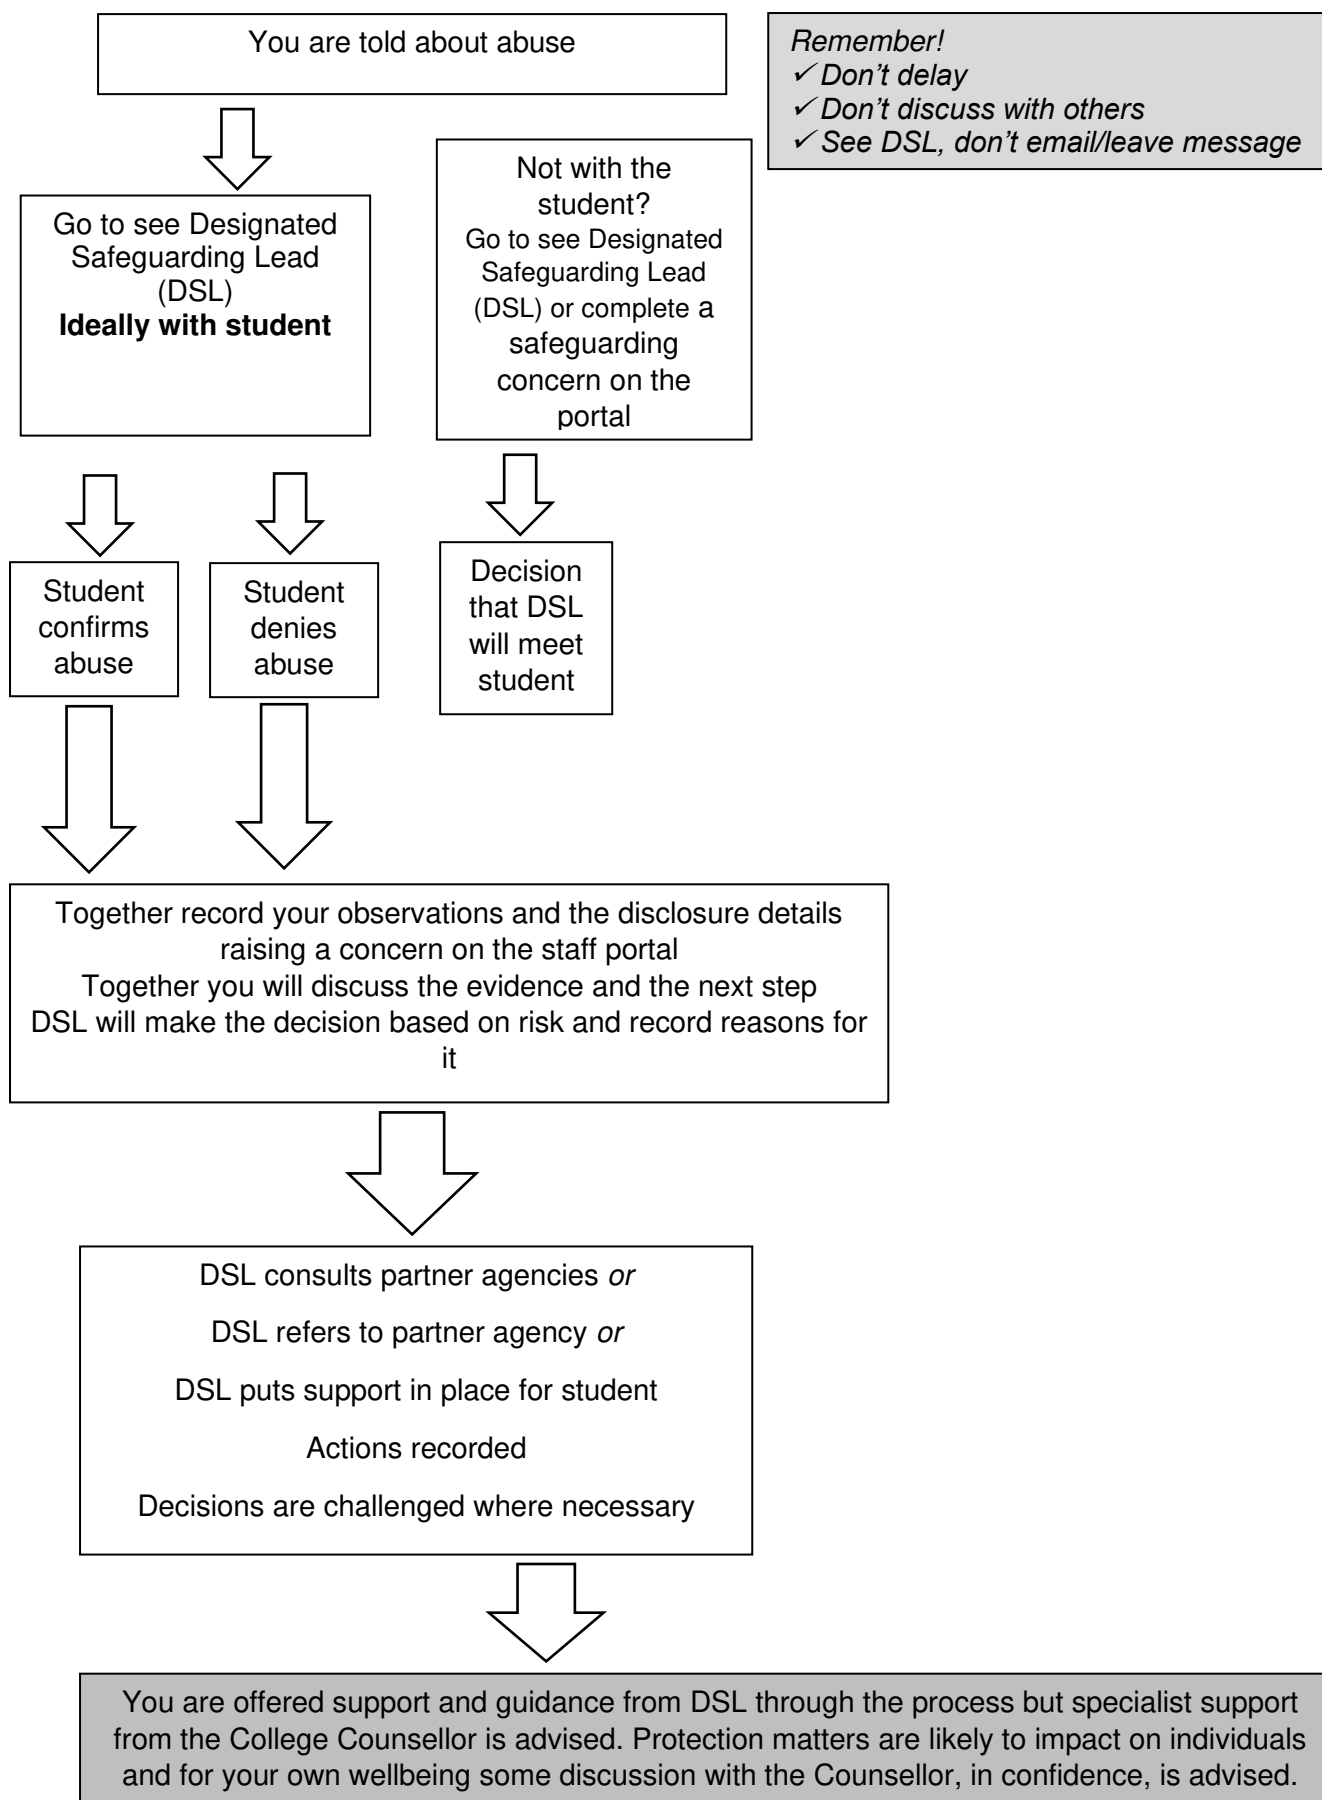 You are told about abuse
Remember!
✓ Don't delay
✓ Don't discuss with others
✓ See DSL, don't email/leave message
Go to see Designated
Safeguarding Lead
(DSL)
Ideally with student
Not with the
student?
Go to see Designated
Safeguarding Lead
(DSL) or complete a
safeguarding
concern on the
portal
Student
confirms
abuse
Student
denies
abuse
Decision
that DSL
will meet
student
Together record your observations and the disclosure details
raising a concern on the staff portal
Together you will discuss the evidence and the next step
DSL will make the decision based on risk and record reasons for
it
DSL consults partner agencies or
DSL refers to partner agency or
DSL puts support in place for student
Actions recorded
Decisions are challenged where necessary
You are offered support and guidance from DSL through the process but specialist support
from the College Counsellor is advised. Protection matters are likely to impact on individuals
and for your own wellbeing some discussion with the Counsellor, in confidence, is advised.